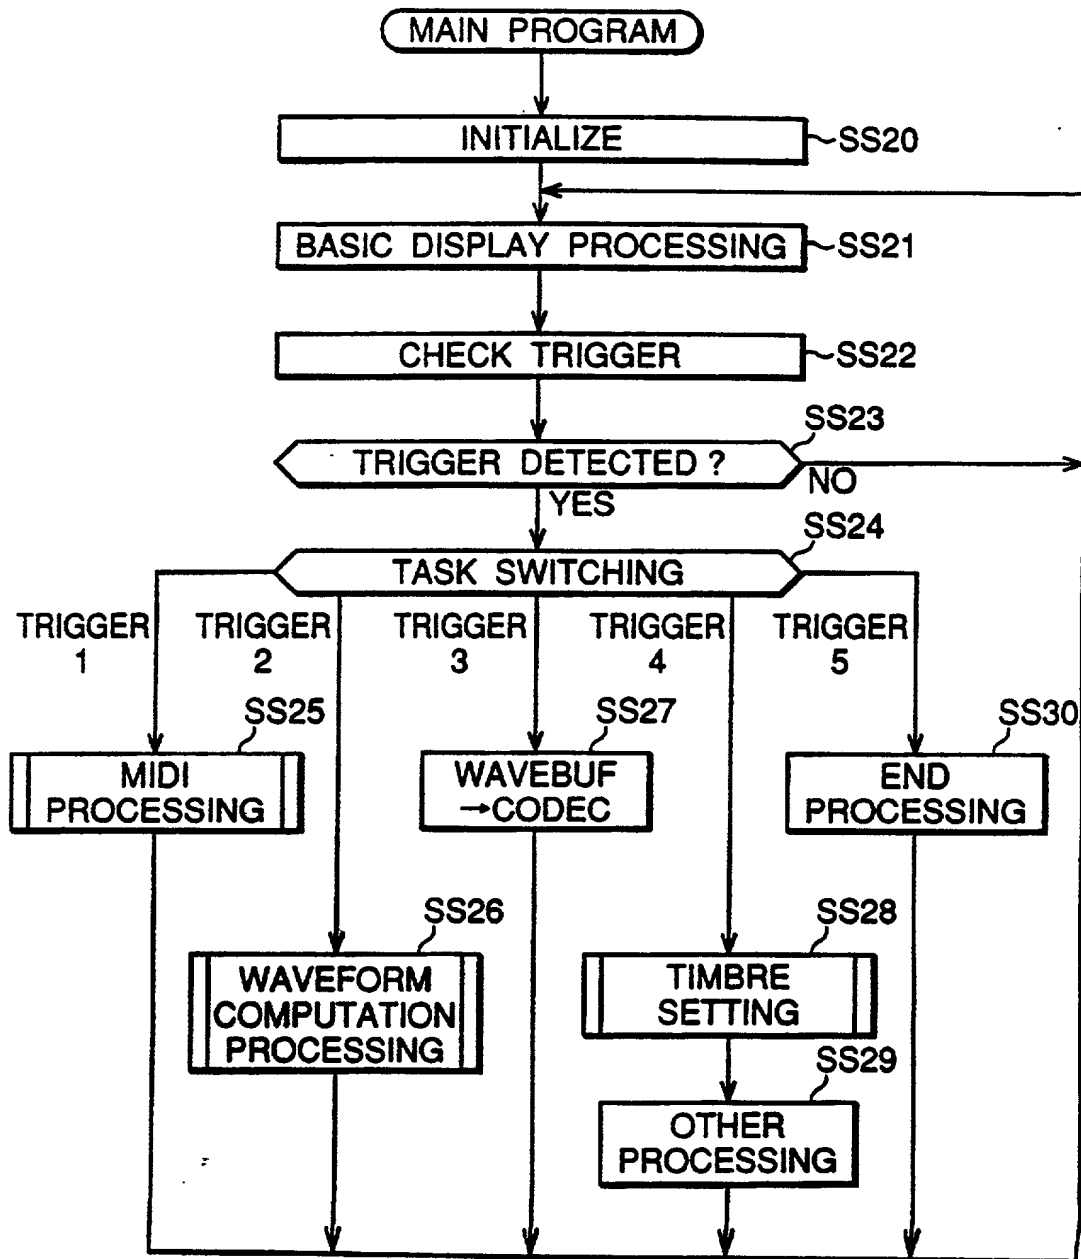 MAIN PROGRAM
INITIALIZE
SS20
BASIC DISPLAY PROCESSING
SS21
CHECK TRIGGER
SS22
SS23
TRIGGER DETECTED ?
NO
YES
SS24
TASK SWITCHING
TRIGGER
1
TRIGGER
2
TRIGGER
3
TRIGGER
4
TRIGGER
5
SS25
MIDI
PROCESSING
SS27
WAVEBUF
→CODEC
SS30
END
PROCESSING
SS26
WAVEFORM
COMPUTATION
PROCESSING
SS28
TIMBRE
SETTING
SS29
OTHER
PROCESSING